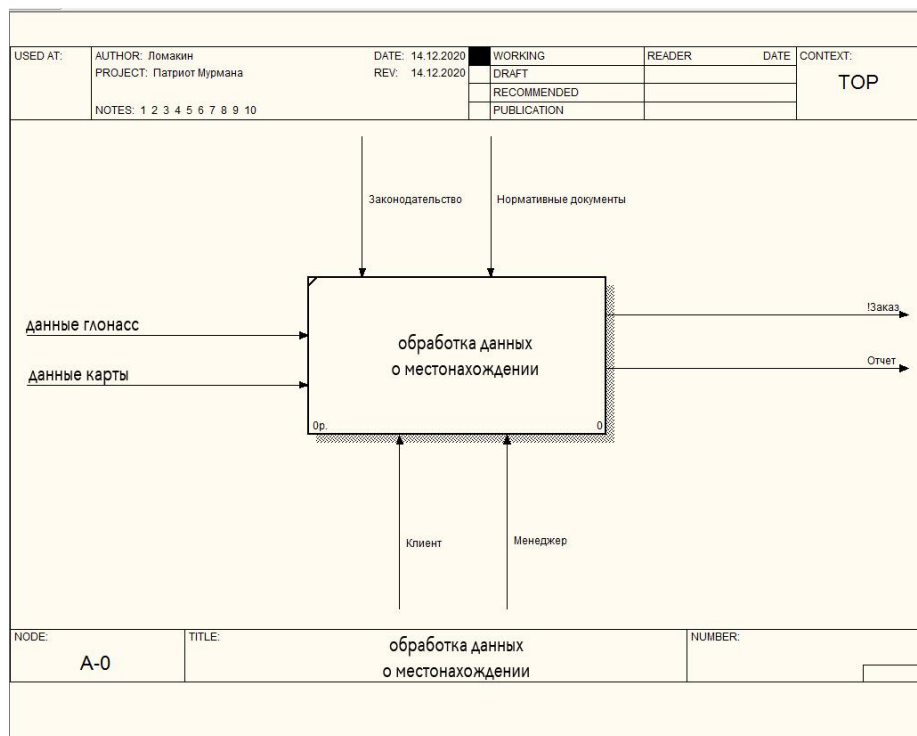 USED AT:
AUTHOR: Ломакин
DATE: 14.12.2020
WORKING
READER
DATE
CONTEXT:
PROJECT: Патриот Мурмана
REV: 14.12.2020
DRAFT
TOP
RECOMMENDED
NOTES: 1 2 3 4 5 6 7 8 9 10
PUBLICATION
Законодательство
Нормативные документы
!Заказ
данные глонасс
обработка данных
о местонахождении
Отчет
данные карты
0р.
0
Клиент
Менеджер
NODE:
TITLE:
NUMBER:
обработка данных
A-0
о местонахождении